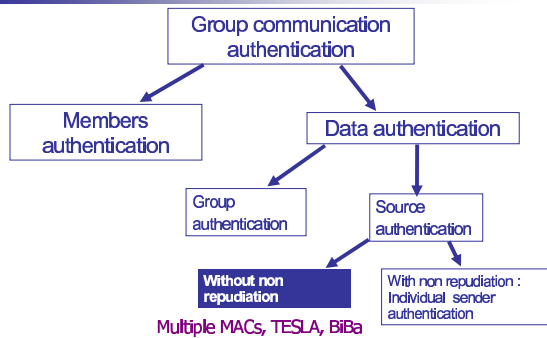 Group communication
authentication
Members
authentication
Data authentication
Group
authentication
Source
authentication
Without non
repudiation
With non repudiation :
Individual sender
authentication
Multiple MACs, TESLA, BiBa